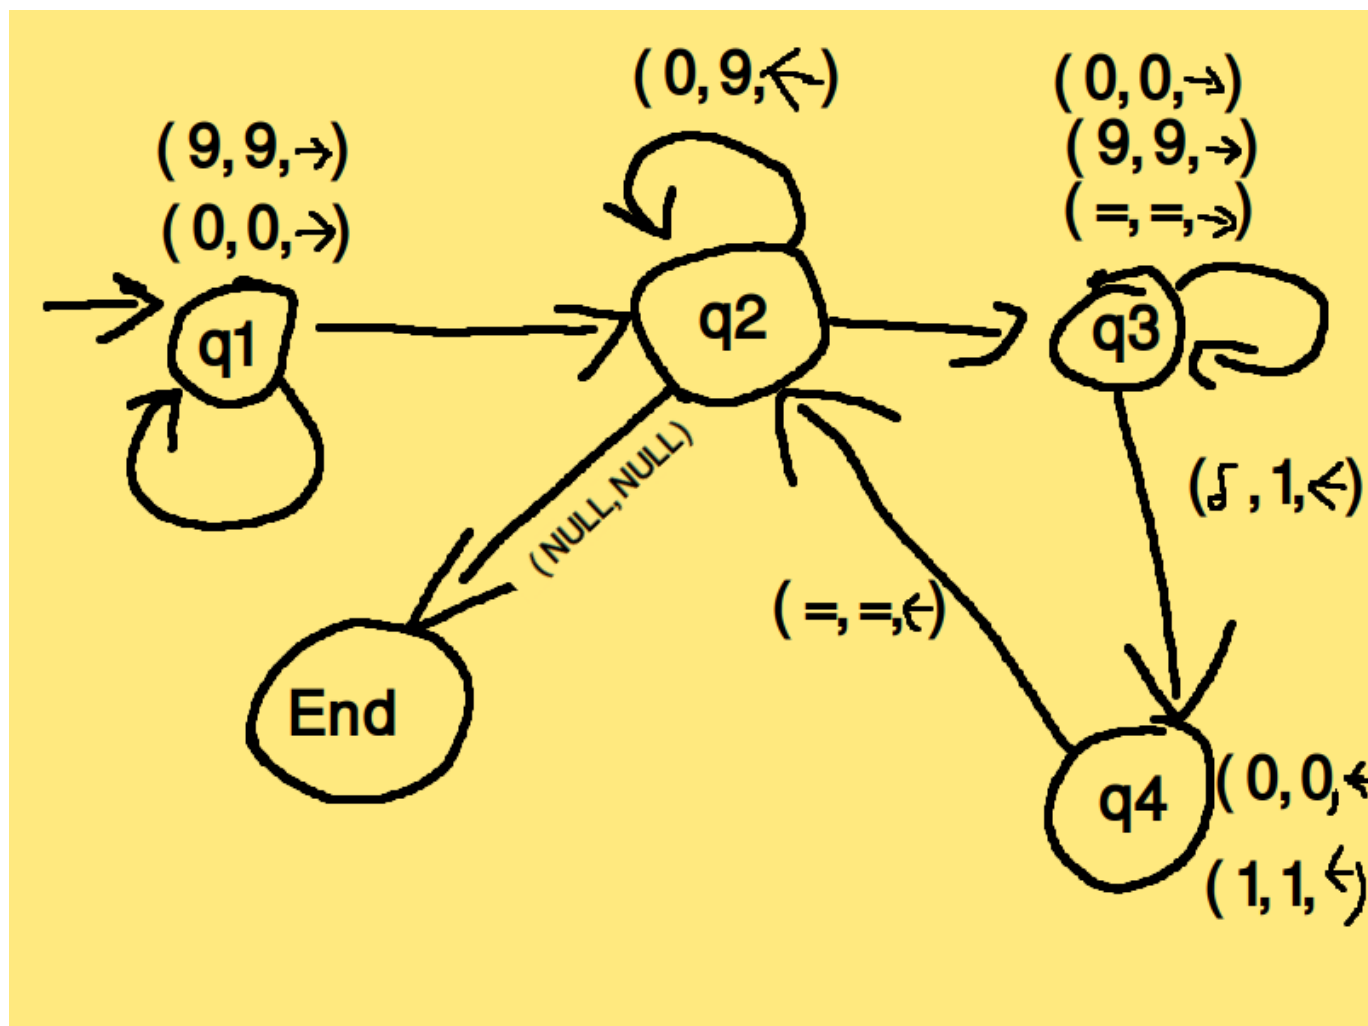 (0,9,←)
(0,0,→)
(9,9,→)
(=,=,→)
(9,9,→)
(0,0,→)
q1
q2
q3
(NULL,NULL)
( ,1,←)
(=,=,←)
End
q4
(0,0,←
(1,1,←)